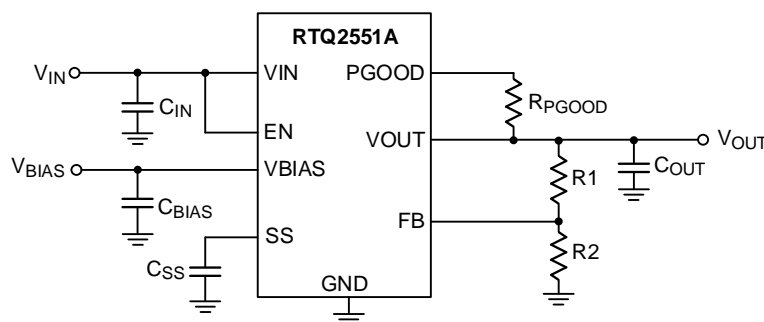 RTQ2551A
VIN
VIN
PGOOD
CIN
RPGOOD
EN
VOUT
VOUT
VBIAS
VBIAS
R1
COUT
CBIAS
FB
SS
R2
CSS
GND